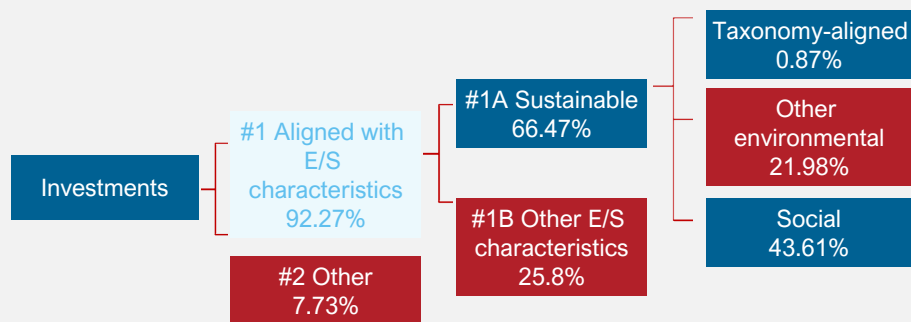 Investments
#1 Aligned with
E/S
characteristics
92.27%
#2 Other
7.73%
#1A Sustainable
66.47%
#1B Other E/S
characteristics
25.8%
Taxonomy-aligned
0.87%
Other
environmental
21.98%
Social
43.61%